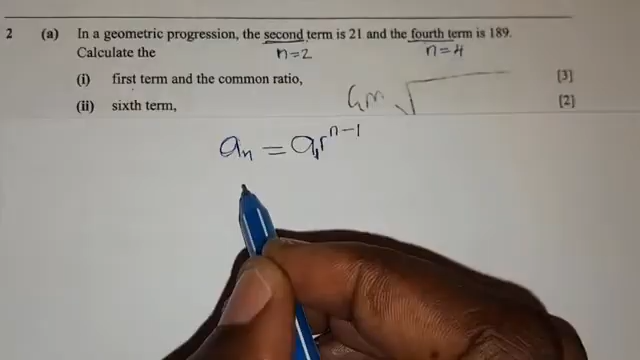 2 (a) In a geometric progression, the second term is 21 and the fourth term is 189.
Calculate the n=2 n=4
(i) first term and the common ratio, [3]
(ii) sixth term, [2]
aₙ = a₁rⁿ⁻¹